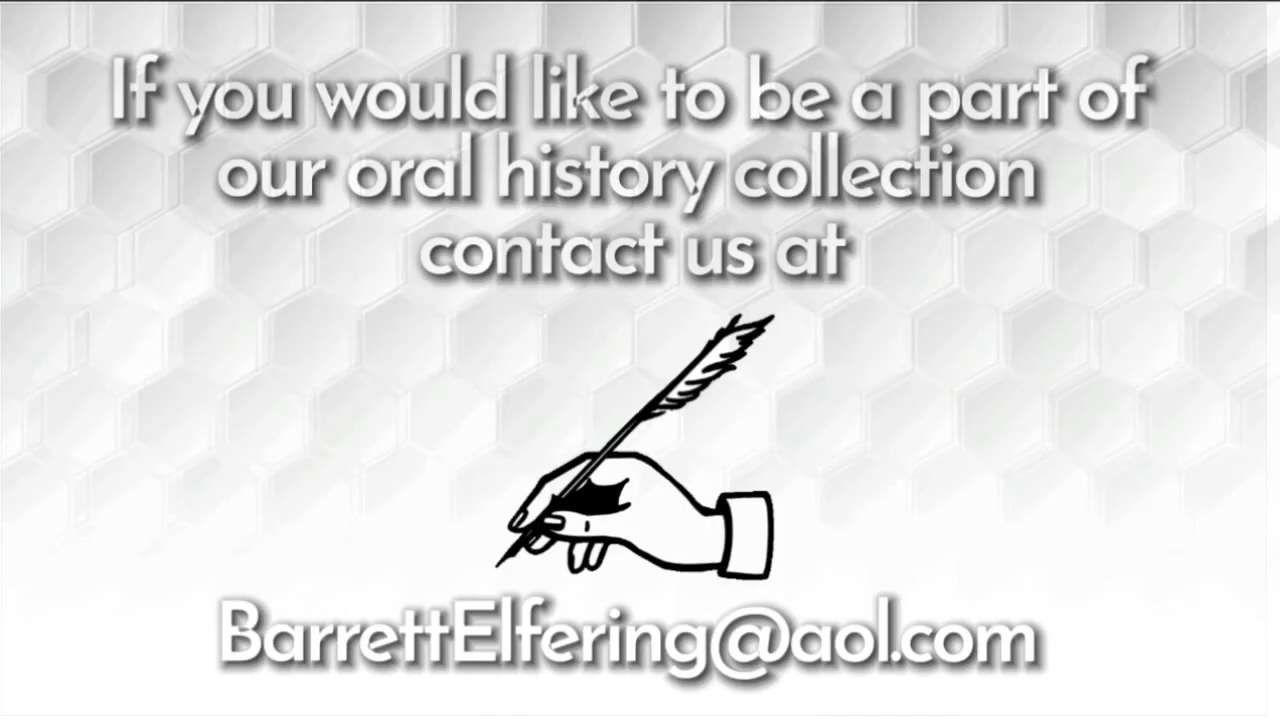 If you would like to be a part of
our oral history collection
contact us at
BarrettElfering@aol.com